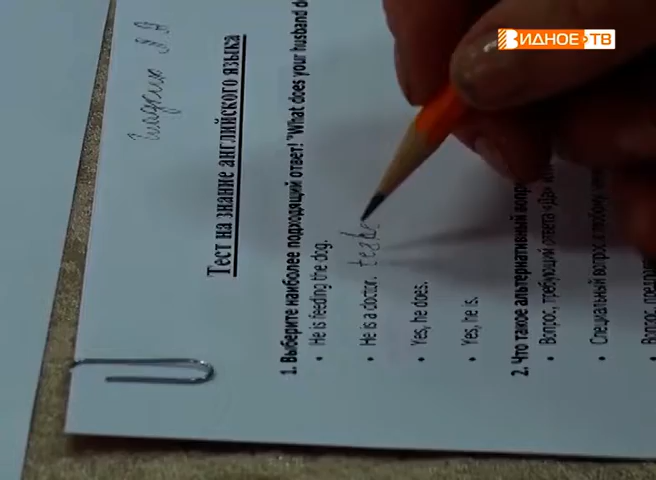 ВИДНОЕ ТВ
Тест на знание английского языка
1. Выберите наиболее подходящий ответ! "What does your husband d
• He is feeding the dog.
• He is a doctor.
• Yes, he does.
• Yes, he is.
2. Что такое альтернативный вопр
• Вопрос, требующий ответа «Да»
• Специальный вопрос к любому
• Вопрос,